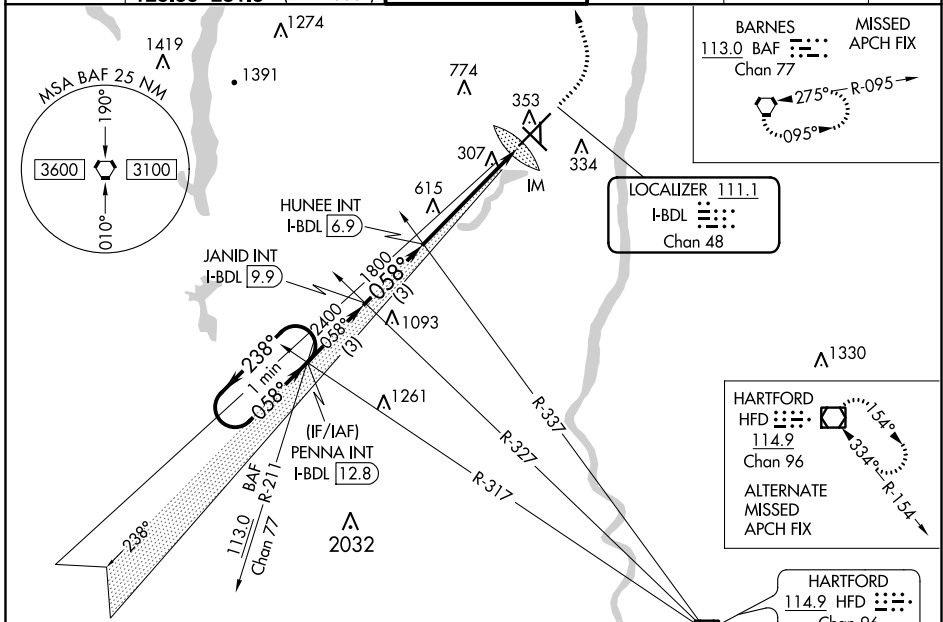 1274
1419
1391
774
353
307
334
IM
615
MSA BAF 25 NM
190°
3600
3100
010°
BARNES
113.0 BAF
Chan 77
MISSED
APCH FIX
275°
R-095
095°
LOCALIZER 111.1
I-BDL
Chan 48
HUNEE INT
I-BDL 6.9
JANID INT
I-BDL 9.9
1800
058°
(3)
2400
058°
(3)
1093
238°
1 min
058°
1261
1330
(IF/IAF)
PENNA INT
I-BDL 12.8
R-337
R-327
R-317
BAF
R-211
113.0
Chan 77
238°
2032
HARTFORD
HFD
114.9
Chan 96
154°
334°
R-154
ALTERNATE
MISSED
APCH FIX
HARTFORD
114.9 HFD